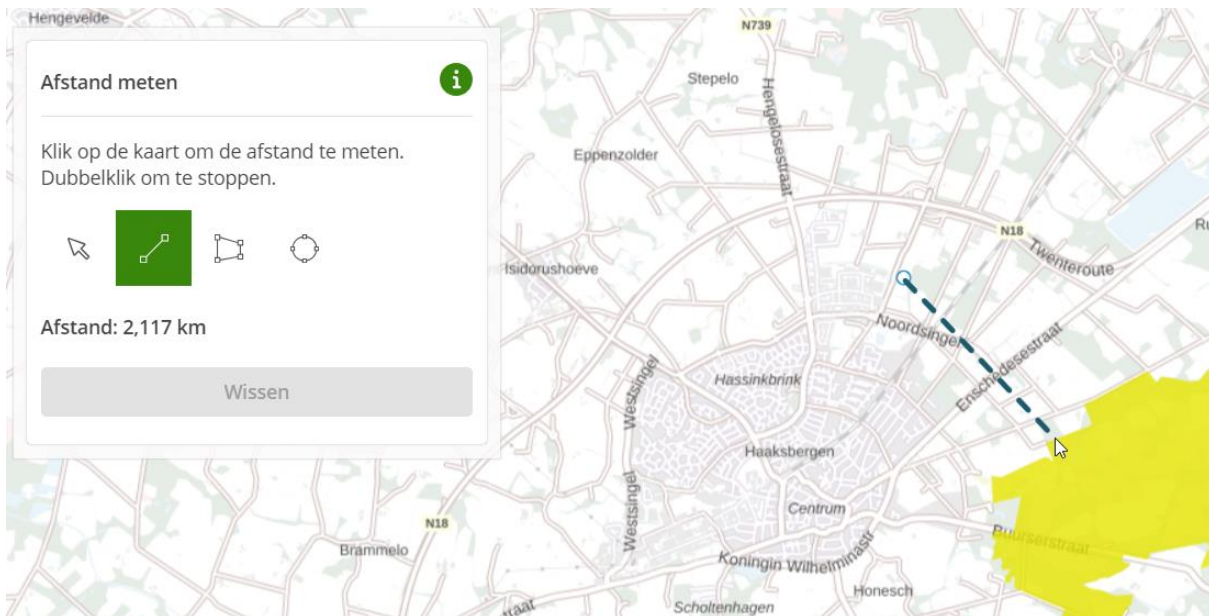 Hengevelde
Afstand meten
i
Klik op de kaart om de afstand te meten.
Dubbelklik om te stoppen.
Afstand: 2,117 km
Wissen
N739
Stepelo
Hengelosestraat
Eppenzolder
N18
Twenteroute
Isidorushoeve
Noordsingel
Enschedesestraat
Hassinkbrink
Westsingel
Haaksbergen
Centrum
Westsingel
N18
Brammelo
Buurserstraat
Koningin Wilhelminastr
Honesch
Scholtenhagen